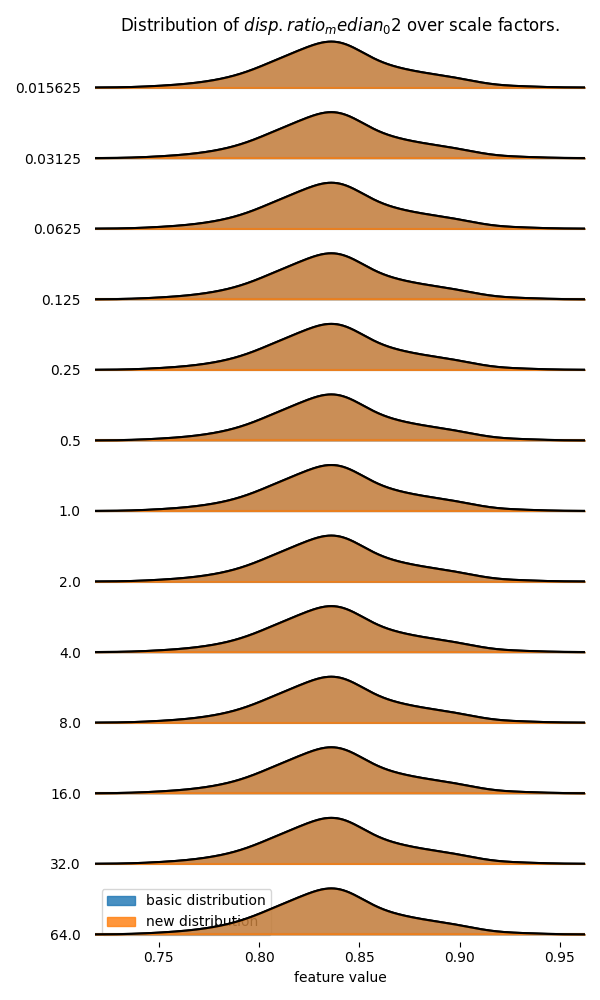 Distribution of disp. ratio_median_02 over scale factors.
0.015625
0.03125
0.0625
0.125
0.25
0.5
1.0
2.0
4.0
8.0
16.0
32.0
basic distribution
new distribution
64.0
0.75 0.80 0.85 0.90 0.95
feature value